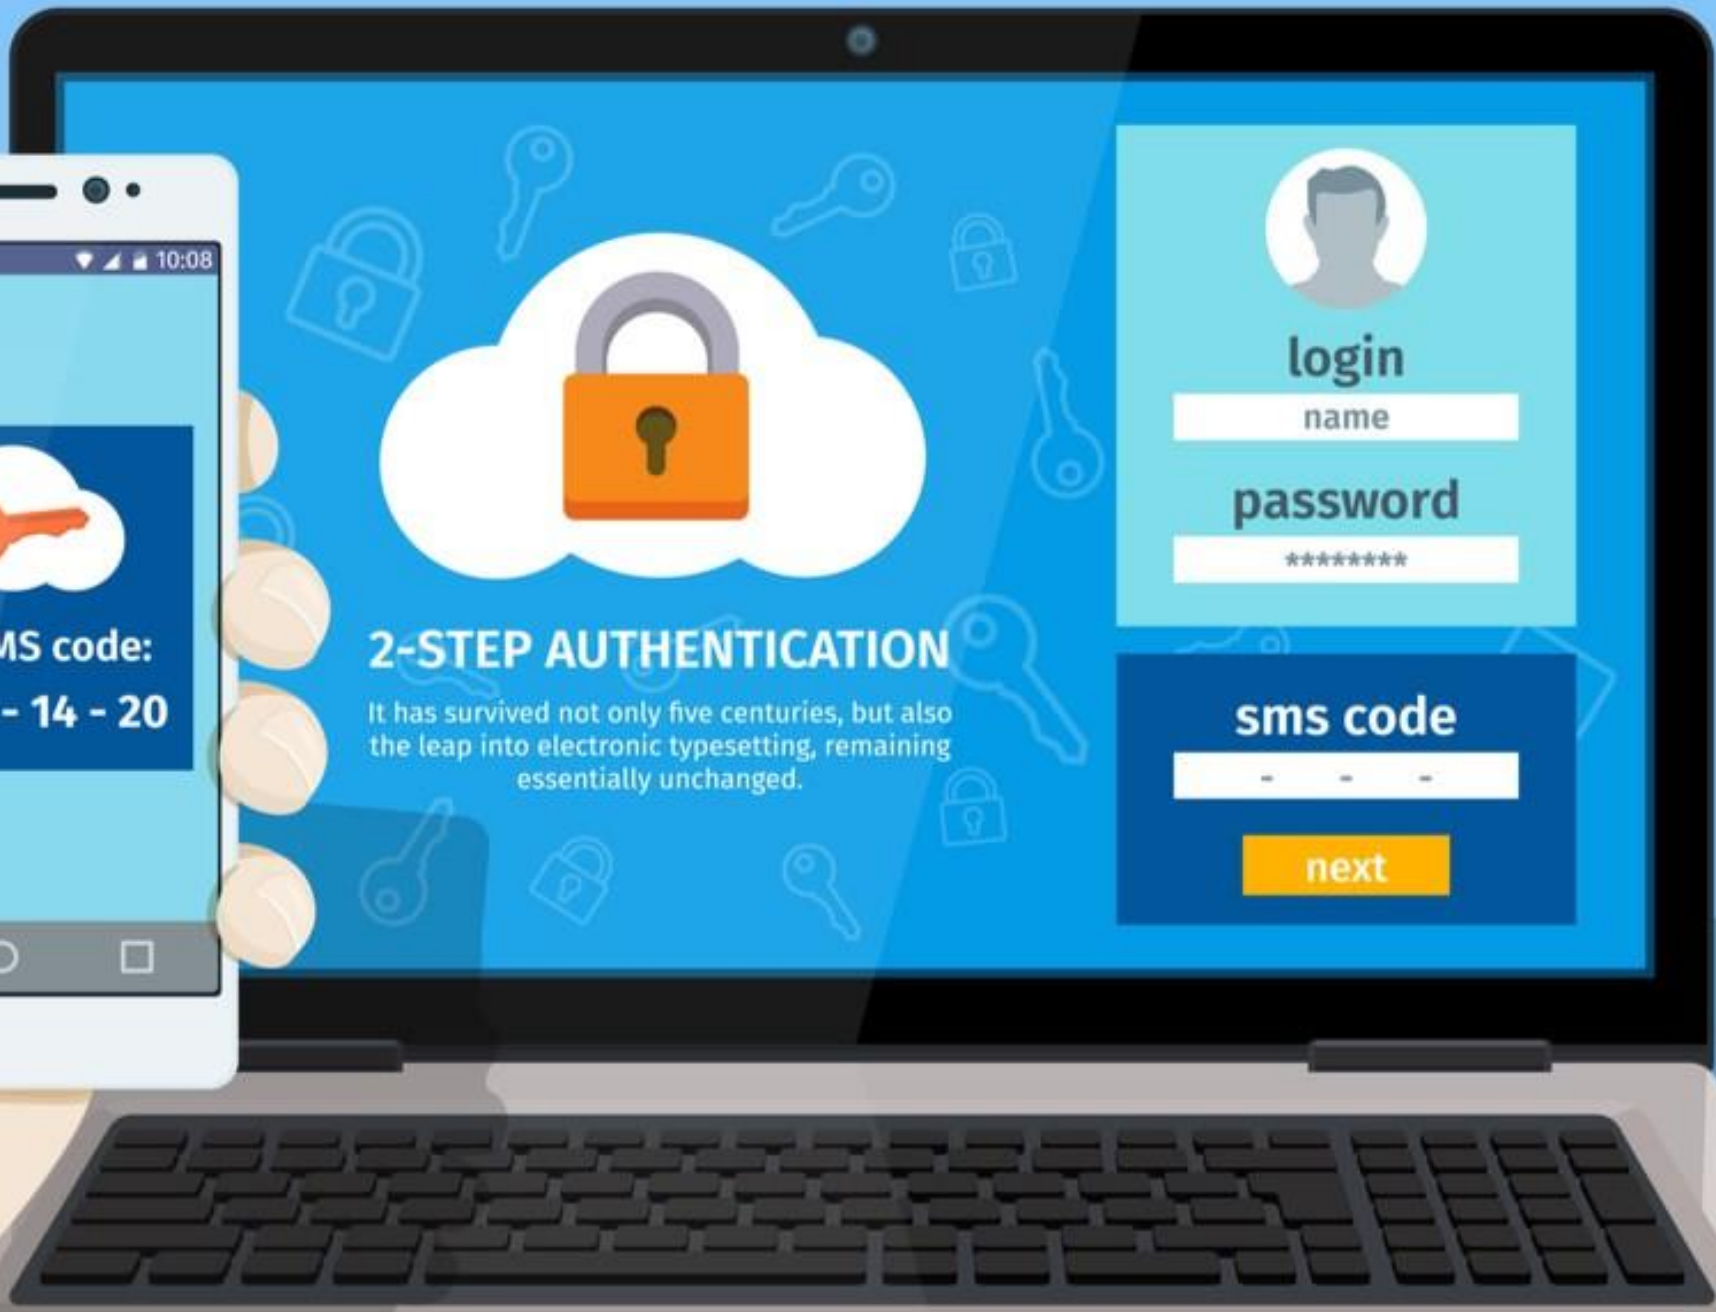 10:08
MS code:
- 14 - 20
2-STEP AUTHENTICATION
It has survived not only five centuries, but also
the leap into electronic typesetting, remaining
essentially unchanged.
login
name
password
********
sms code
- - -
next